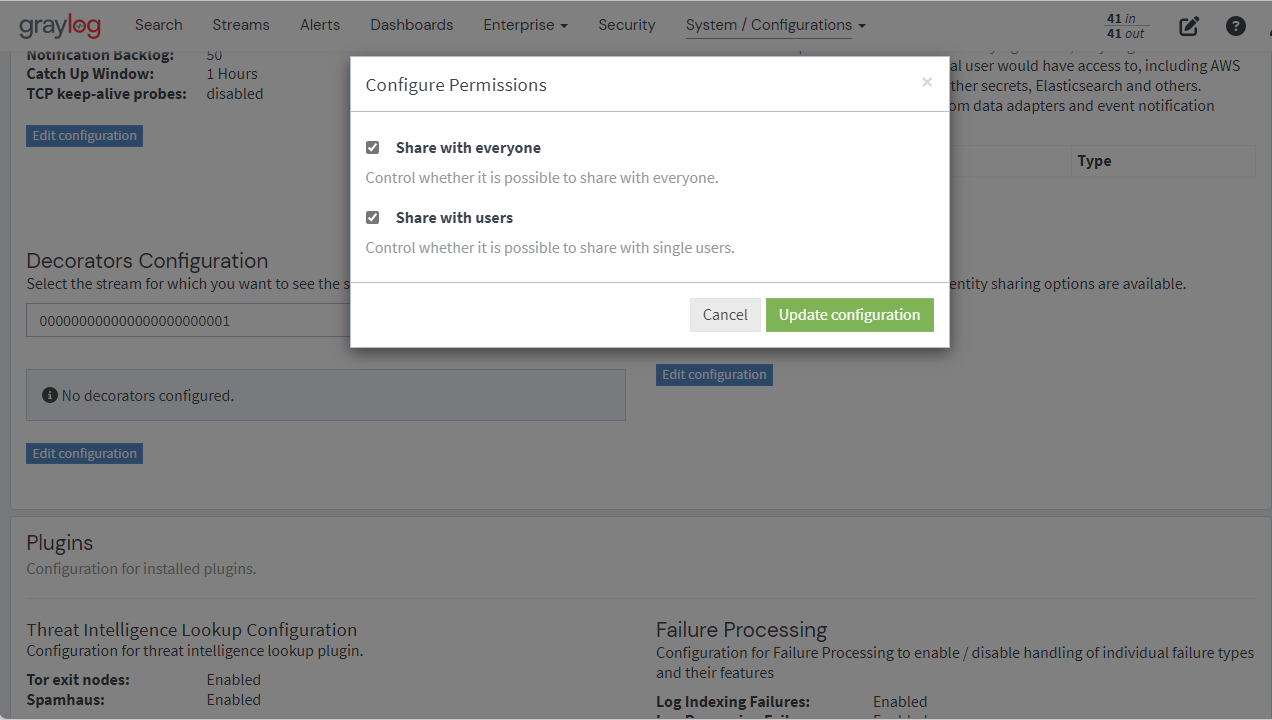 graylog Search Streams Alerts Dashboards Enterprise Security System / Configurations 41 in
41 out
Notification Backlog: 50
Catch Up Window: 1 Hours
TCP keep-alive probes: disabled
Edit configuration
al user would have access to, including AWS
ther secrets, Elasticsearch and others.
om data adapters and event notification
Type
Configure Permissions ×
Share with everyone
Control whether it is possible to share with everyone.
Share with users
Control whether it is possible to share with single users.
Cancel Update configuration
Decorators Configuration
Select the stream for which you want to see the s
entity sharing options are available.
000000000000000000000001
No decorators configured.
Edit configuration
Edit configuration
Plugins
Configuration for installed plugins.
Threat Intelligence Lookup Configuration
Configuration for threat intelligence lookup plugin.
Tor exit nodes: Enabled
Spamhaus: Enabled
Failure Processing
Configuration for Failure Processing to enable / disable handling of individual failure types
and their features
Log Indexing Failures: Enabled